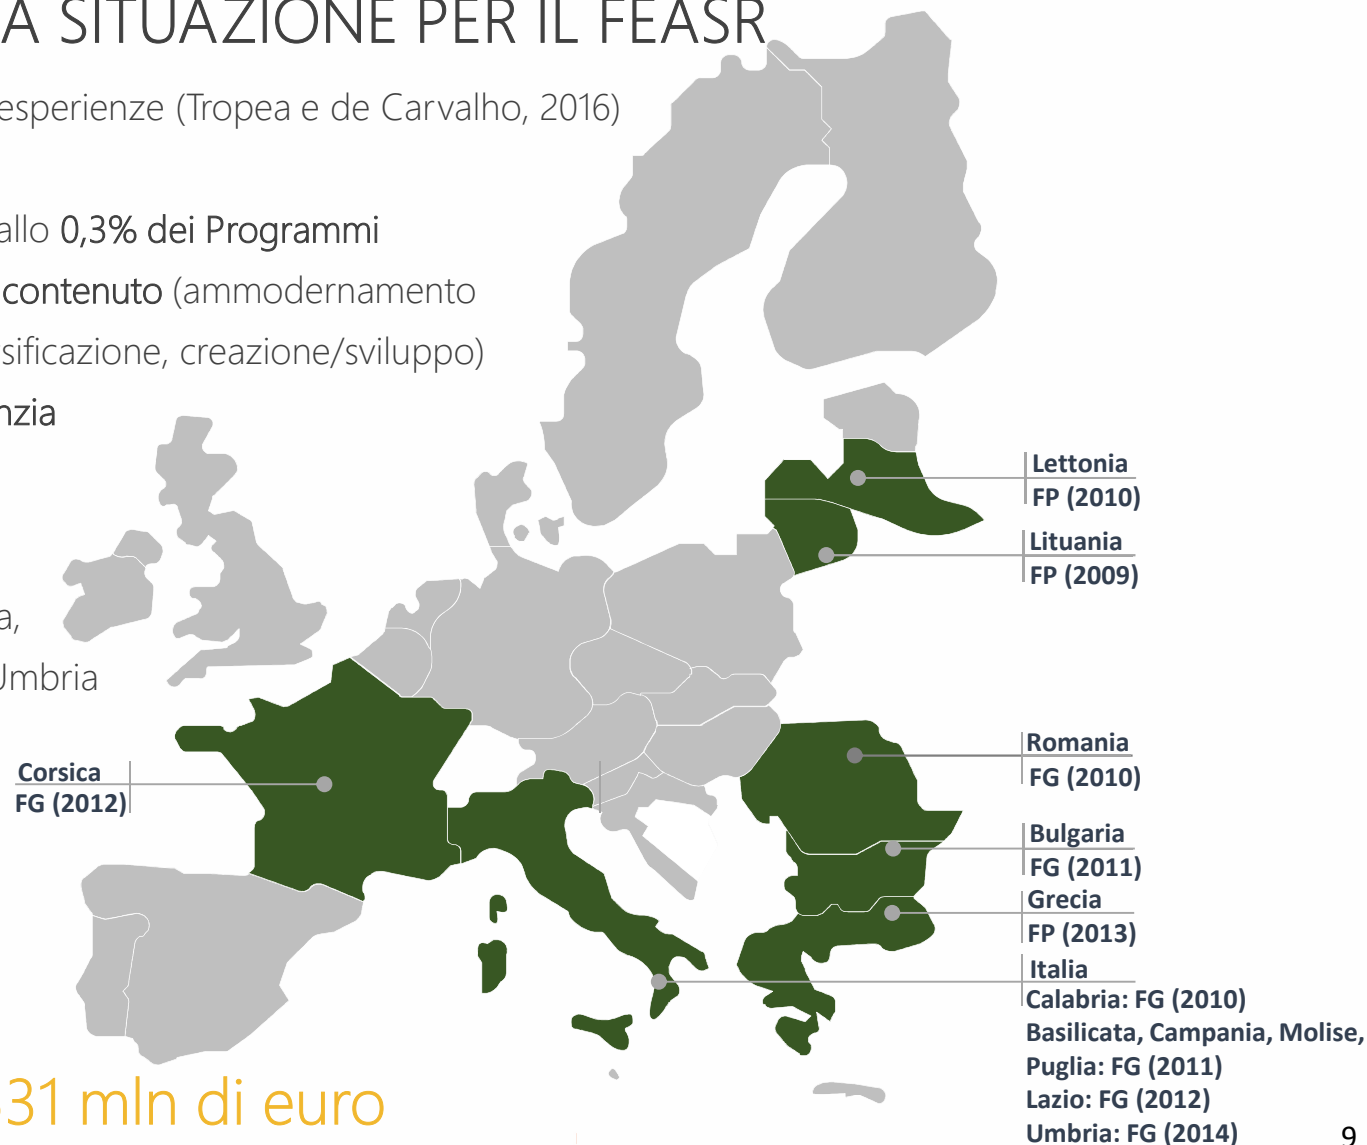 A SITUAZIONE PER IL FEASR
esperienze (Tropea e de Carvalho, 2016)
allo 0,3% dei Programmi
contenuto (ammodernamento
sificazione, creazione/sviluppo)
nzia
a,
Umbria
Corsica
FG (2012)
Lettonia
FP (2010)
Lituania
FP (2009)
Romania
FG (2010)
Bulgaria
FG (2011)
Grecia
FP (2013)
Italia
Calabria: FG (2010)
Basilicata, Campania, Molise,
Puglia: FG (2011)
Lazio: FG (2012)
Umbria: FG (2014)
31 mln di euro
9